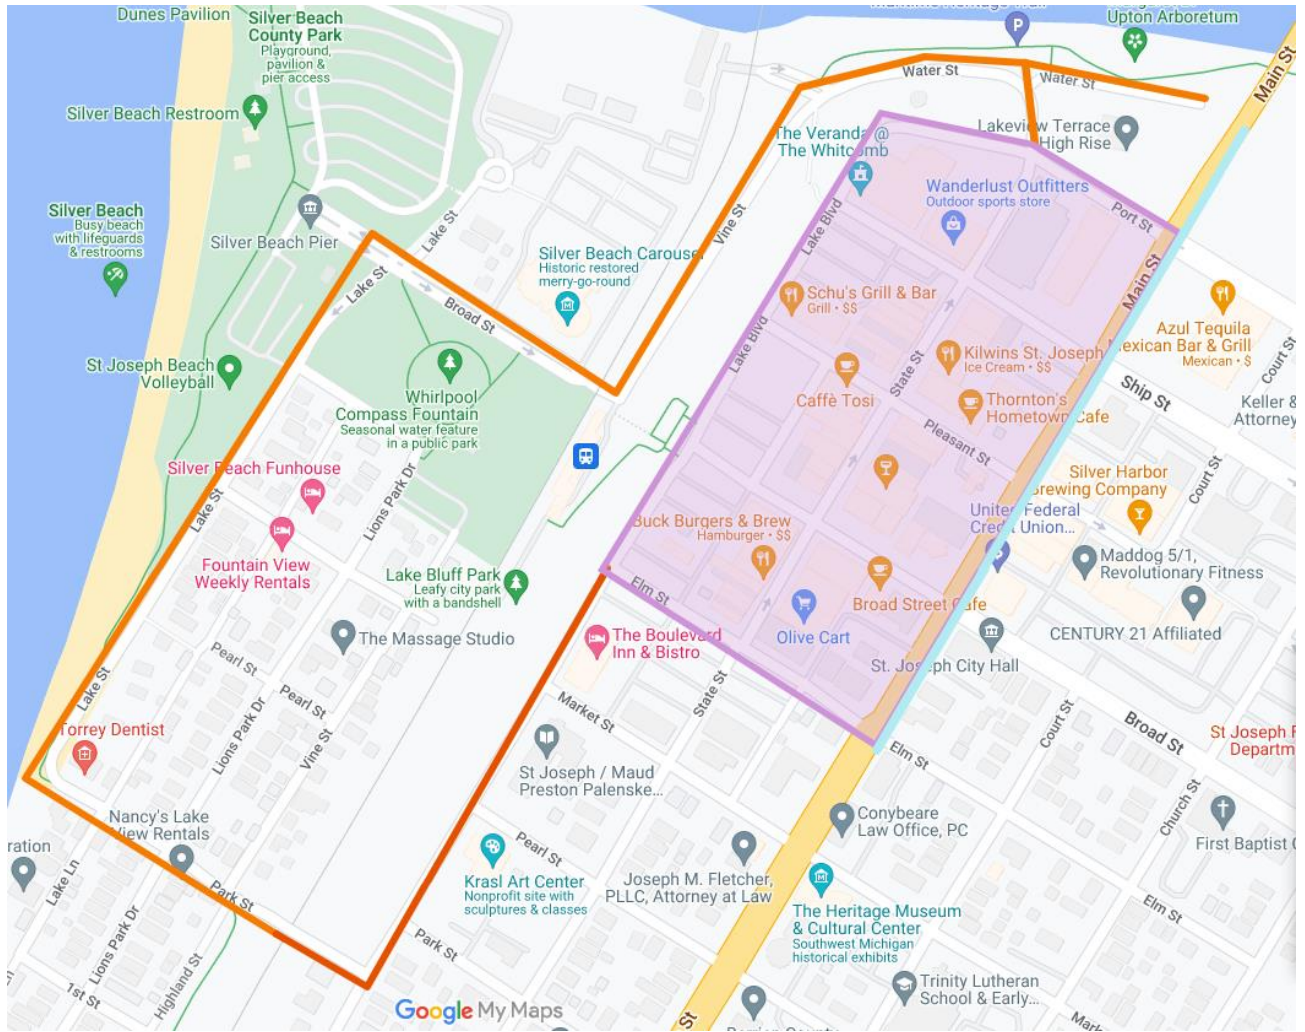 Dunes Pavilion
Silver Beach
County Park
Playground,
pavilion &
pier access
Upton Arboretum
Main St
Water St
Water St
Silver Beach Restroom
The Veranda @
The Whitcomb
Lakeview Terrace
High Rise
Wanderlust Outfitters
Outdoor sports store
Port St
Silver Beach
Busy beach
with lifeguards
& restrooms
Silver Beach Pier
Lake St
Vine St
Lake Blvd
Silver Beach Carousel
Historic restored
merry-go-round
Main St
Lake St
Broad St
Schu's Grill & Bar
Grill • $$
Azul Tequila
Mexican Bar & Grill
Mexican • $
Lake Blvd
State St
Kilwins St. Joseph
Ice Cream • $$
Court St
St Joseph Beach
Volleyball
Whirlpool
Compass Fountain
Seasonal water feature
in a public park
Caffè Tosi
Thornton's
Hometown Cafe
Ship St
Keller &
Attorney
Pleasant St
Silver Beach Funhouse
Lions Park Dr
Silver Harbor
Brewing Company
Court St
Lake St
Buck Burgers & Brew
Hamburger • $$
United Federal
Credit Union...
Maddog 5/1,
Revolutionary Fitness
Fountain View
Weekly Rentals
Lake Bluff Park
Leafy city park
with a bandshell
Elm St
Broad Street Cafe
Olive Cart
CENTURY 21 Affiliated
The Massage Studio
The Boulevard
Inn & Bistro
St. Joseph City Hall
Pearl St
Pearl St
Lake St
Lions Park Dr
Vine St
State St
Market St
Court St
Broad St
Torrey Dentist
St Joseph
Departm
Elm St
St Joseph / Maud
Preston Palenske...
Church St
Nancy's Lake
View Rentals
Conybeare
Law Office, PC
First Baptist
ration
Lake Ln
Park St
Pearl St
Krasl Art Center
Nonprofit site with
sculptures & classes
Joseph M. Fletcher,
PLLC, Attorney at Law
The Heritage Museum
& Cultural Center
Southwest Michigan
historical exhibits
Elm St
Lions Park Dr
Highland St
Park St
1st St
Trinity Lutheran
School & Early...
Google My Maps
St
Market